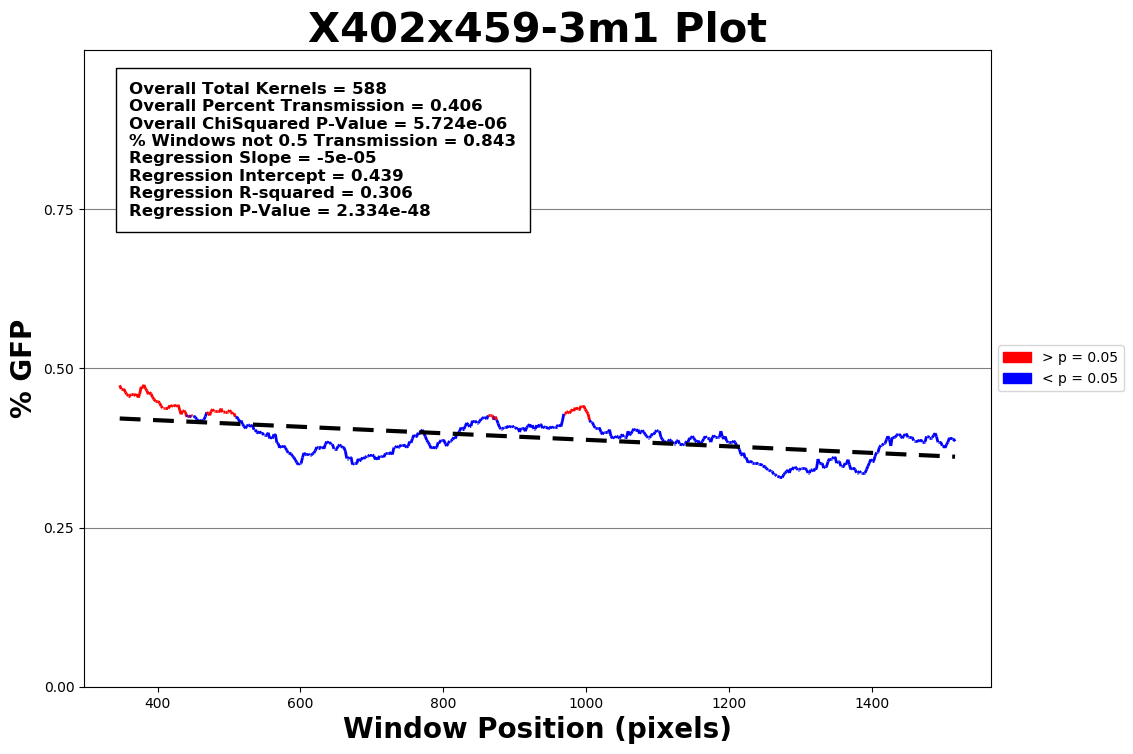 X402x459-3m1 Plot
Overall Total Kernels = 588
Overall Percent Transmission = 0.406
Overall ChiSquared P-Value = 5.724e-06
% Windows not 0.5 Transmission = 0.843
Regression Slope = -5e-05
Regression Intercept = 0.439
Regression R-squared = 0.306
Regression P-Value = 2.334e-48
% GFP
0.75
0.50
0.25
0.00
> p = 0.05
< p = 0.05
400 600 800 1000 1200 1400
Window Position (pixels)